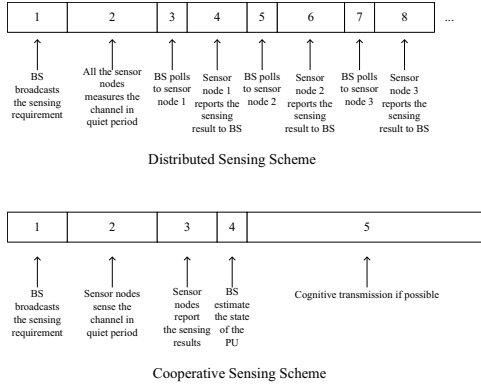 1 2 3 4 5 6 7 8 ...
BS
broadcasts
the sensing
requirement
All the sensor
nodes
measures the
channel in
quiet period
BS polls
to sensor
node 1
Sensor
node 1
reports the
sensing
result to BS
BS polls
to sensor
node 2
Sensor
node 2
reports the
sensing
result to BS
BS polls
to sensor
node 3
Sensor
node 3
reports the
sensing
result to BS
Distributed Sensing Scheme
1 2 3 4 5
BS
broadcasts
the sensing
requirement
Sensor nodes
sense the
channel in
quiet period
Sensor
nodes
report
the sensing
results
BS
estimate
the state
of the
PU
Cognitive transmission if possible
Cooperative Sensing Scheme